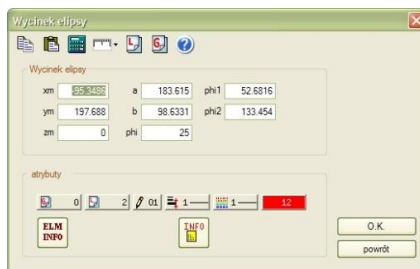 Wycinek elipsy
L G ?
Wycinek elipsy
xm -95.3486 a 183.615 phi1 52.6816
ym 197.688 b 98.6331 phi2 133.454
zm 0 phi 25
atrybuty
0 2 01 1 1 12
ELM INFO
INFO
O.K.
powrót